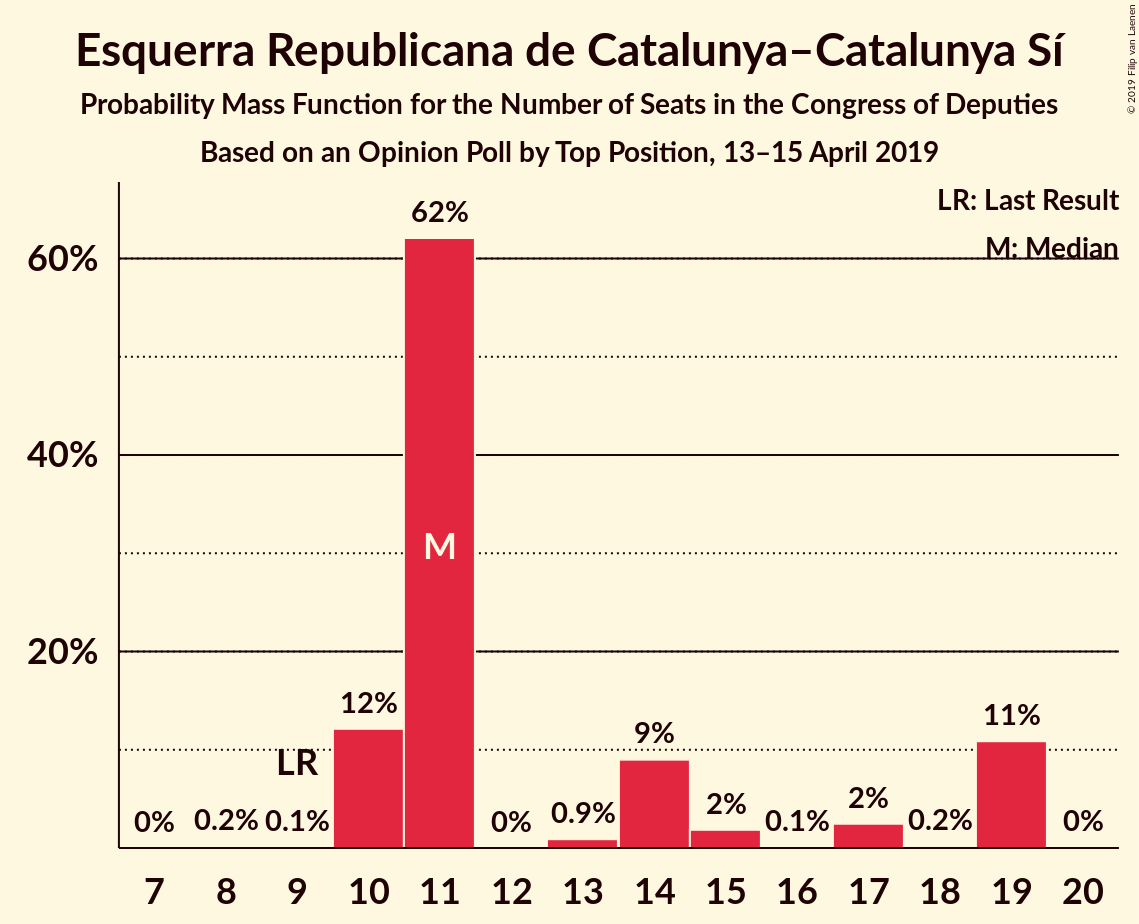 Esquerra Republicana de Catalunya–Catalunya Sí
Probability Mass Function for the Number of Seats in the Congress of Deputies
Based on an Opinion Poll by Top Position, 13–15 April 2019
© 2019 Filip van Laenen
LR: Last Result
M: Median
60%
40%
20%
0%
0.2%
0.1%
LR
12%
62%
M
0%
0.9%
9%
2%
0.1%
2%
0.2%
11%
0%
7 8 9 10 11 12 13 14 15 16 17 18 19 20